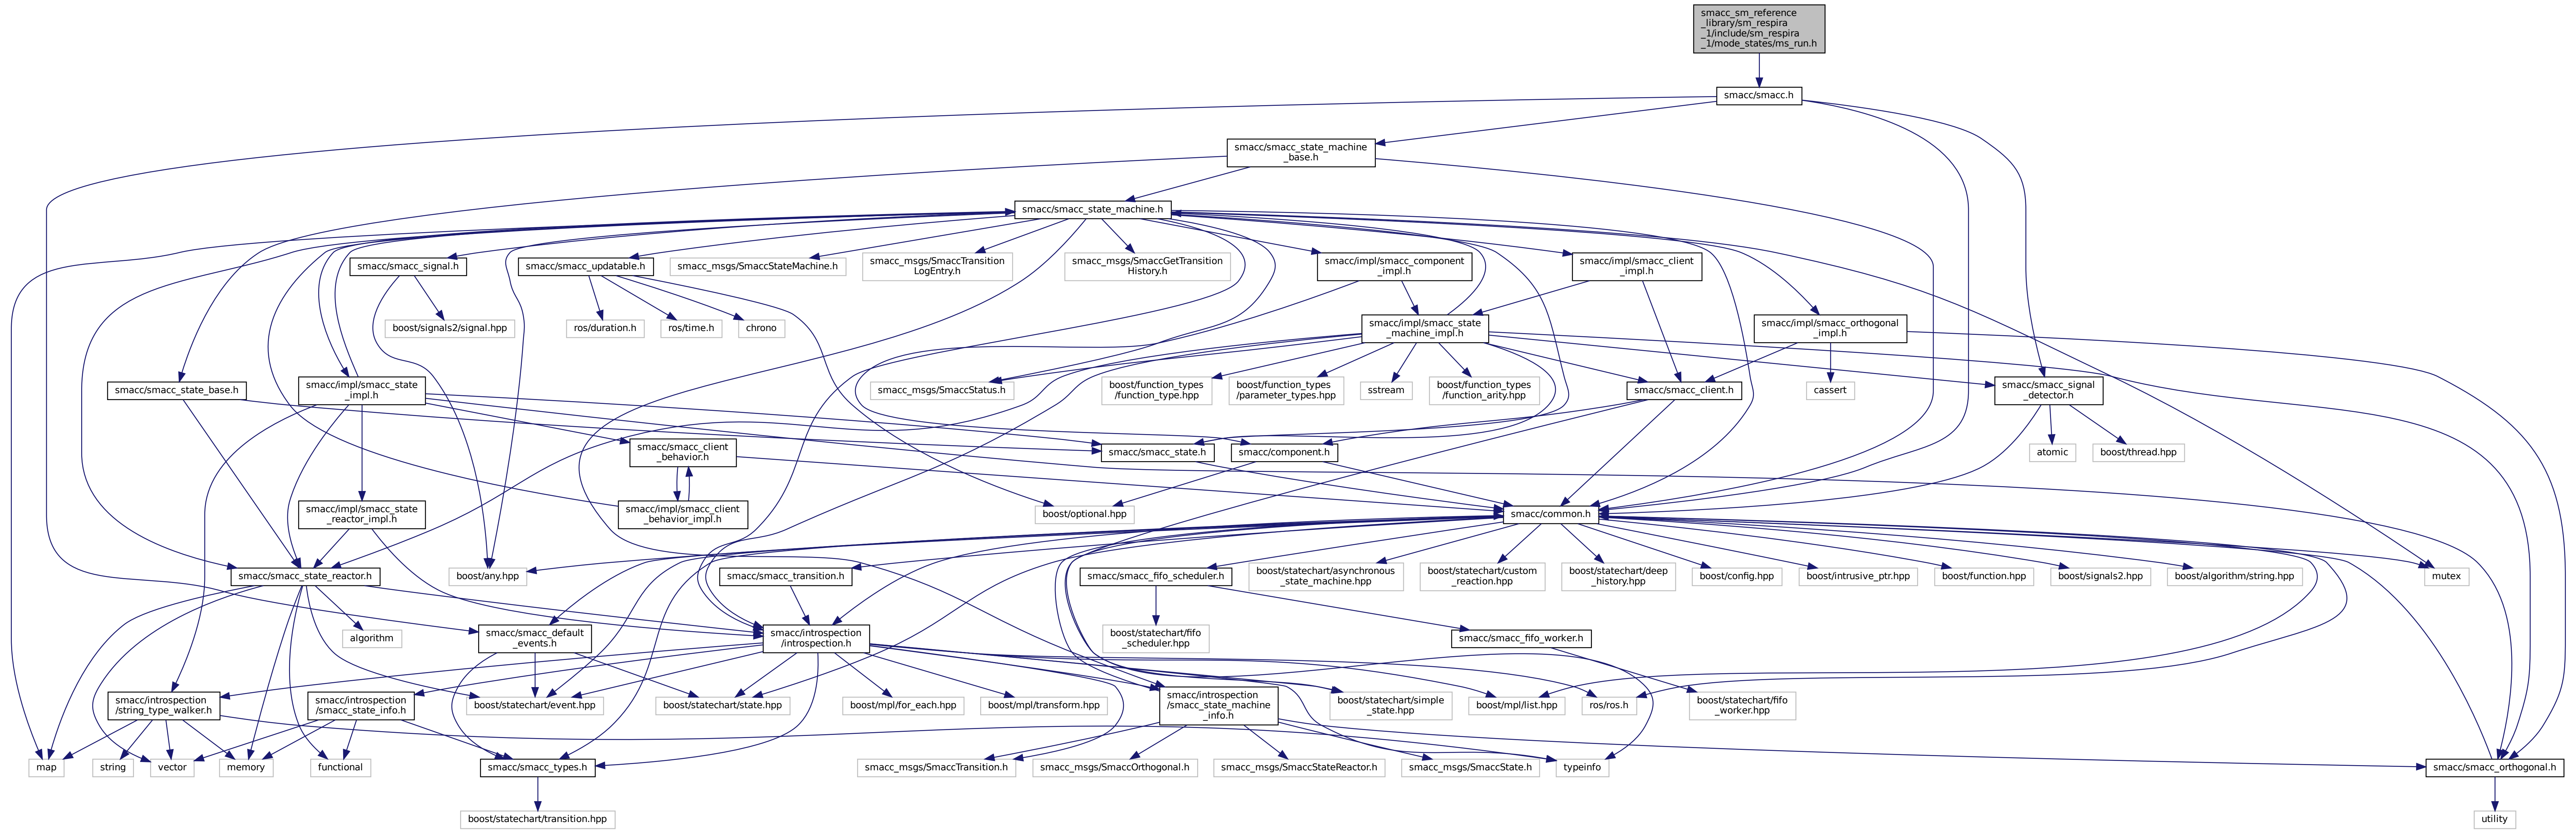 smacc_sm_reference
_library/sm_respira
_1/include/sm_respira
_1/mode_states/ms_run.h
smacc/smacc.h
smacc/smacc_state_machine
_base.h
smacc/smacc_state_machine.h
smacc/smacc_signal.h
smacc/smacc_updatable.h
smacc_msgs/SmaccStateMachine.h
smacc_msgs/SmaccTransition
LogEntry.h
smacc_msgs/SmaccGetTransition
History.h
smacc/impl/smacc_component
_impl.h
smacc/impl/smacc_client
_impl.h
boost/signals2/signal.hpp
ros/duration.h
ros/time.h
chrono
smacc/impl/smacc_state
_machine_impl.h
smacc/impl/smacc_orthogonal
_impl.h
smacc/smacc_state_base.h
smacc/impl/smacc_state
_impl.h
smacc_msgs/SmaccStatus.h
boost/function_types
/function_type.hpp
boost/function_types
/parameter_types.hpp
sstream
boost/function_types
/function_arity.hpp
smacc/smacc_client.h
cassert
smacc/smacc_signal
_detector.h
smacc/smacc_client
_behavior.h
smacc/smacc_state.h
smacc/component.h
atomic
boost/thread.hpp
smacc/impl/smacc_state
_reactor_impl.h
smacc/impl/smacc_client
_behavior_impl.h
boost/optional.hpp
smacc/common.h
smacc/smacc_state_reactor.h
boost/any.hpp
smacc/smacc_transition.h
smacc/smacc_fifo_scheduler.h
boost/statechart/asynchronous
_state_machine.hpp
boost/statechart/custom
_reaction.hpp
boost/statechart/deep
_history.hpp
boost/config.hpp
boost/intrusive_ptr.hpp
boost/function.hpp
boost/signals2.hpp
boost/algorithm/string.hpp
mutex
algorithm
smacc/smacc_default
_events.h
smacc/introspection
/introspection.h
boost/statechart/fifo
_scheduler.hpp
smacc/smacc_fifo_worker.h
smacc/introspection
/string_type_walker.h
smacc/introspection
/smacc_state_info.h
boost/statechart/event.hpp
boost/statechart/state.hpp
boost/mpl/for_each.hpp
boost/mpl/transform.hpp
smacc/introspection
/smacc_state_machine
_info.h
boost/statechart/simple
_state.hpp
boost/mpl/list.hpp
ros/ros.h
boost/statechart/fifo
_worker.hpp
map
string
vector
memory
functional
smacc/smacc_types.h
smacc_msgs/SmaccTransition.h
smacc_msgs/SmaccOrthogonal.h
smacc_msgs/SmaccStateReactor.h
smacc_msgs/SmaccState.h
typeinfo
smacc/smacc_orthogonal.h
boost/statechart/transition.hpp
utility